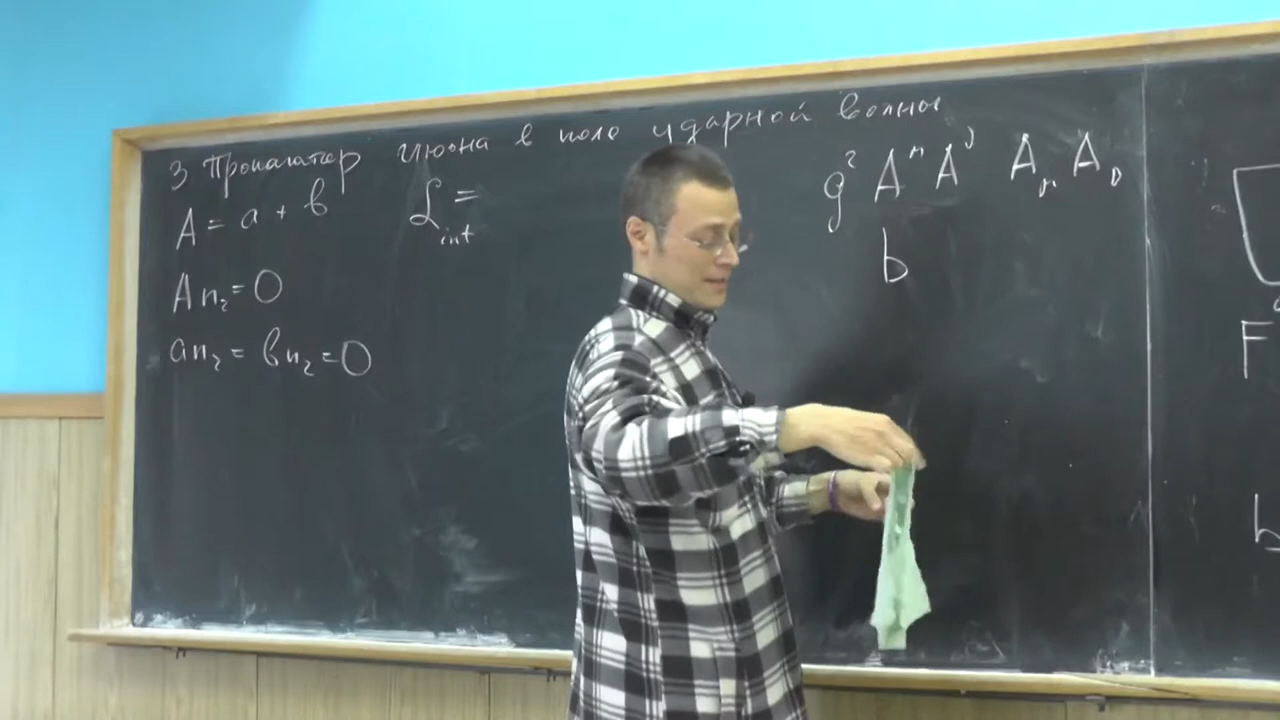 3 Пропагатор глюона в поле ударной волны
A = a + b
𝓛_int =
A n₂ = 0
a n₂ = b n₂ = 0
g² A^μ A^ν A_μ A_ν
b
F
b